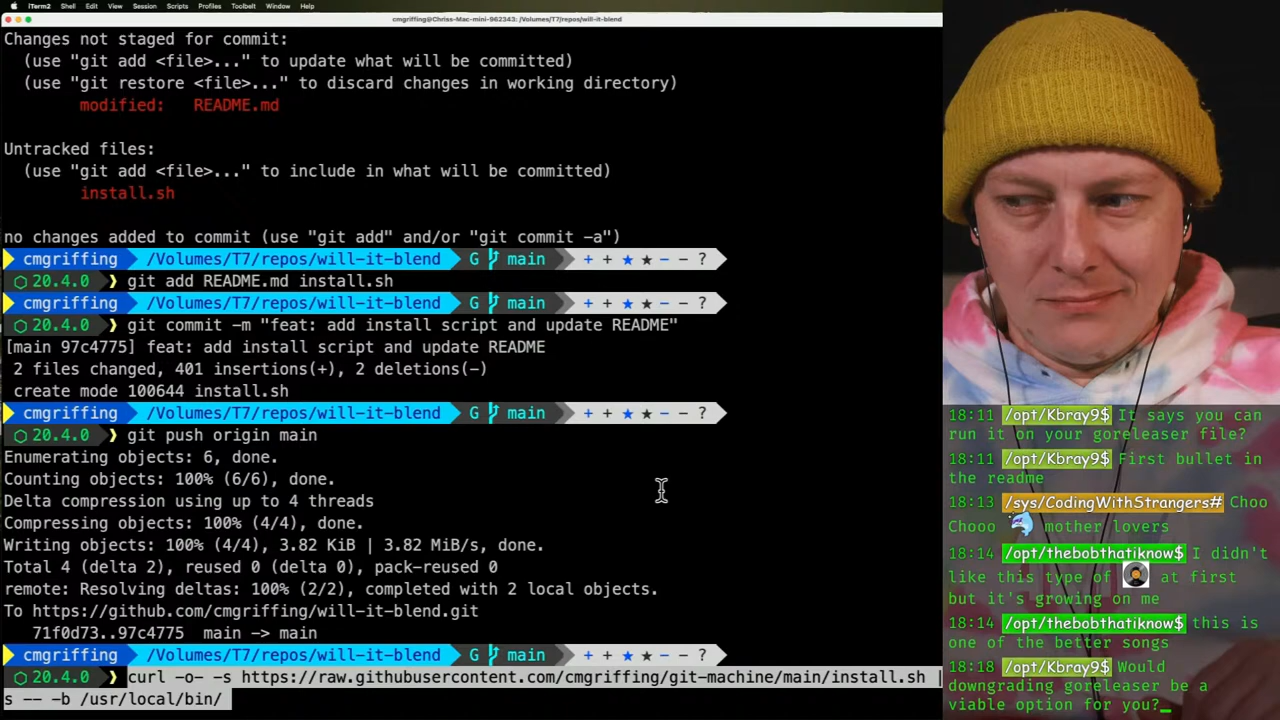 iTerm2 Shell Edit View Session Scripts Profiles Toolbelt Window Help
cmgriffing@Chriss-Mac-mini-962343: /Volumes/T7/repos/will-it-blend
Changes not staged for commit:
(use "git add <file>..." to update what will be committed)
(use "git restore <file>..." to discard changes in working directory)
modified: README.md
Untracked files:
(use "git add <file>..." to include in what will be committed)
install.sh
no changes added to commit (use "git add" and/or "git commit -a")
cmgriffing /Volumes/T7/repos/will-it-blend G main + + ★ ★ − − ?
20.4.0 ❯ git add README.md install.sh
cmgriffing /Volumes/T7/repos/will-it-blend G main + + ★ ★ − − ?
20.4.0 ❯ git commit -m "feat: add install script and update README"
[main 97c4775] feat: add install script and update README
2 files changed, 401 insertions(+), 2 deletions(-)
create mode 100644 install.sh
cmgriffing /Volumes/T7/repos/will-it-blend G main + + ★ ★ − − ?
20.4.0 ❯ git push origin main
Enumerating objects: 6, done.
Counting objects: 100% (6/6), done.
Delta compression using up to 4 threads
Compressing objects: 100% (4/4), done.
Writing objects: 100% (4/4), 3.82 KiB | 3.82 MiB/s, done.
Total 4 (delta 2), reused 0 (delta 0), pack-reused 0
remote: Resolving deltas: 100% (2/2), completed with 2 local objects.
To https://github.com/cmgriffing/will-it-blend.git
71f0d73..97c4775 main -> main
cmgriffing /Volumes/T7/repos/will-it-blend G main + + ★ ★ − − ?
20.4.0 ❯ curl -o- -s https://raw.githubusercontent.com/cmgriffing/git-machine/main/install.sh |
s -- -b /usr/local/bin/
18:11 /opt/Kbray9$ It says you can
run it on your goreleaser file?
18:11 /opt/Kbray9$ First bullet in
the readme
18:13 /sys/CodingWithStrangers# Choo
Chooo mother lovers
18:14 /opt/thebobthatiknow$ I didn't
like this type of at first
but it's growing on me
18:14 /opt/thebobthatiknow$ this is
one of the better songs
18:18 /opt/Kbray9$ Would
downgrading goreleaser be a
viable option for you?_